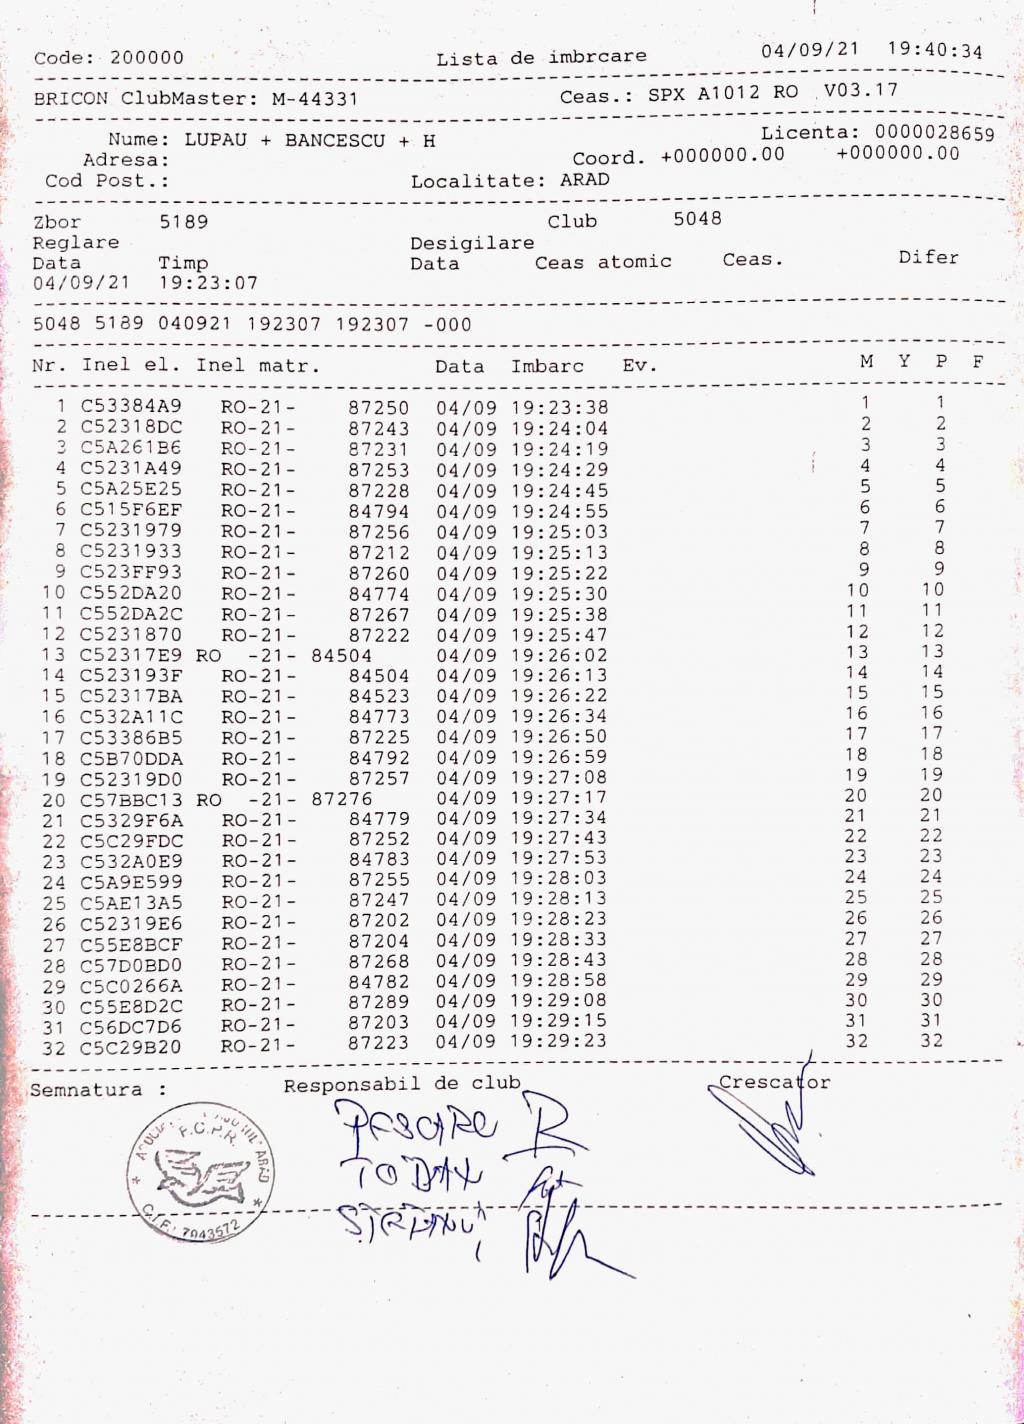 Code: 200000 Lista de imbrcare 04/09/21 19:40:34
BRICON ClubMaster: M-44331 Ceas.: SPX A1012 RO V03.17
Nume: LUPAU + BANCESCU + H Licenta: 0000028659
Adresa: Coord. +000000.00 +000000.00
Cod Post.: Localitate: ARAD
Zbor 5189 Club 5048
Reglare Desigilare
Data Timp Data Ceas atomic Ceas. Difer
04/09/21 19:23:07
5048 5189 040921 192307 192307 -000
Nr. Inel el. Inel matr. Data Imbarc Ev. M Y P F
1 C53384A9 RO-21- 87250 04/09 19:23:38 1 1
2 C52318DC RO-21- 87243 04/09 19:24:04 2 2
3 C5A261B6 RO-21- 87231 04/09 19:24:19 3 3
4 C5231A49 RO-21- 87253 04/09 19:24:29 4 4
5 C5A25E25 RO-21- 87228 04/09 19:24:45 5 5
6 C515F6EF RO-21- 84794 04/09 19:24:55 6 6
7 C5231979 RO-21- 87256 04/09 19:25:03 7 7
8 C5231933 RO-21- 87212 04/09 19:25:13 8 8
9 C523FF93 RO-21- 87260 04/09 19:25:22 9 9
10 C552DA20 RO-21- 84774 04/09 19:25:30 10 10
11 C552DA2C RO-21- 87267 04/09 19:25:38 11 11
12 C5231870 RO-21- 87222 04/09 19:25:47 12 12
13 C52317E9 RO -21- 84504 04/09 19:26:02 13 13
14 C523193F RO-21- 84504 04/09 19:26:13 14 14
15 C52317BA RO-21- 84523 04/09 19:26:22 15 15
16 C532A11C RO-21- 84773 04/09 19:26:34 16 16
17 C53386B5 RO-21- 87225 04/09 19:26:50 17 17
18 C5B70DDA RO-21- 84792 04/09 19:26:59 18 18
19 C52319D0 RO-21- 87257 04/09 19:27:08 19 19
20 C57BBC13 RO -21- 87276 04/09 19:27:17 20 20
21 C5329F6A RO-21- 84779 04/09 19:27:34 21 21
22 C5C29FDC RO-21- 87252 04/09 19:27:43 22 22
23 C532A0E9 RO-21- 84783 04/09 19:27:53 23 23
24 C5A9E599 RO-21- 87255 04/09 19:28:03 24 24
25 C5AE13A5 RO-21- 87247 04/09 19:28:13 25 25
26 C52319E6 RO-21- 87202 04/09 19:28:23 26 26
27 C55E8BCF RO-21- 87204 04/09 19:28:33 27 27
28 C57D0BD0 RO-21- 87268 04/09 19:28:43 28 28
29 C5C0266A RO-21- 84782 04/09 19:28:58 29 29
30 C55E8D2C RO-21- 87289 04/09 19:29:08 30 30
31 C56DC7D6 RO-21- 87203 04/09 19:29:15 31 31
32 C5C29B20 RO-21- 87223 04/09 19:29:23 32 32
Semnatura : Responsabil de club Crescator
F.C.P.R.
ARAD
C.I.F. 7043572